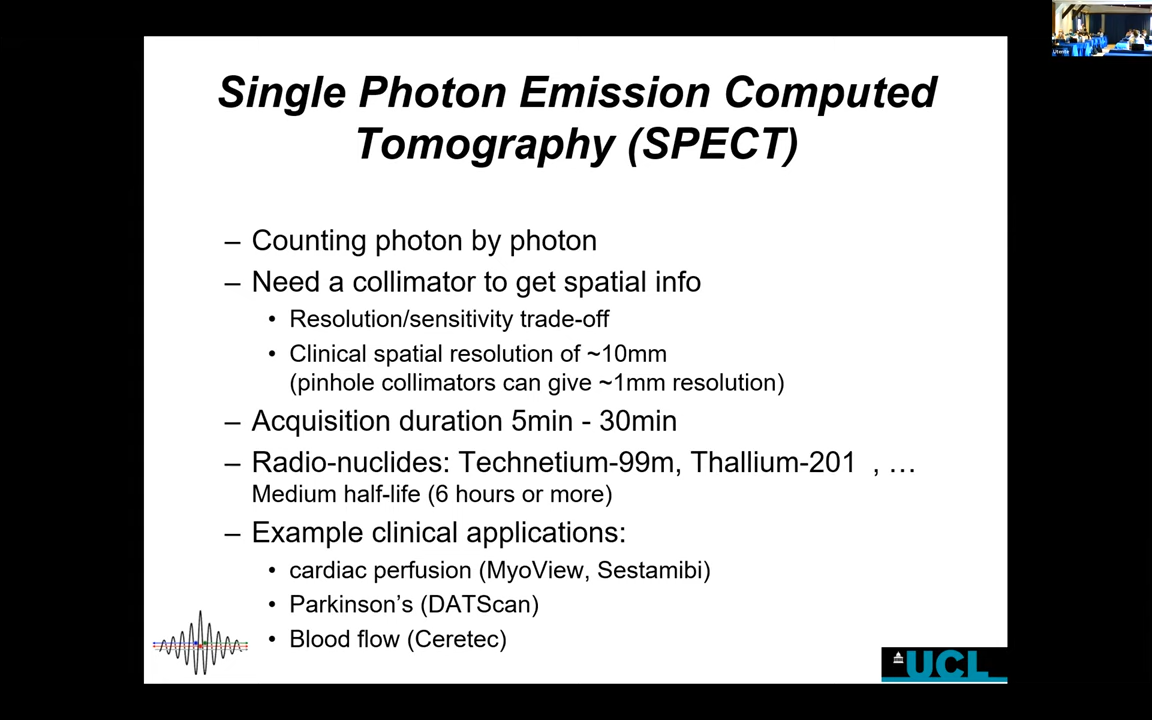 Single Photon Emission Computed
Tomography (SPECT)
– Counting photon by photon
– Need a collimator to get spatial info
• Resolution/sensitivity trade-off
• Clinical spatial resolution of ~10mm
(pinhole collimators can give ~1mm resolution)
– Acquisition duration 5min - 30min
– Radio-nuclides: Technetium-99m, Thallium-201 , …
Medium half-life (6 hours or more)
– Example clinical applications:
• cardiac perfusion (MyoView, Sestamibi)
• Parkinson’s (DATScan)
• Blood flow (Ceretec)
UCL